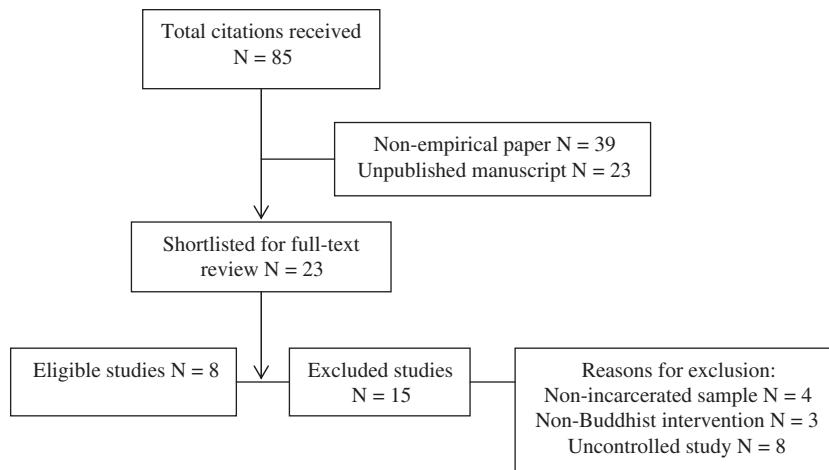 Total citations received
N = 85
Non-empirical paper N = 39
Unpublished manuscript N = 23
Shortlisted for full-text
review N = 23
Eligible studies N = 8
Excluded studies
N = 15
Reasons for exclusion:
Non-incarcerated sample N = 4
Non-Buddhist intervention N = 3
Uncontrolled study N = 8